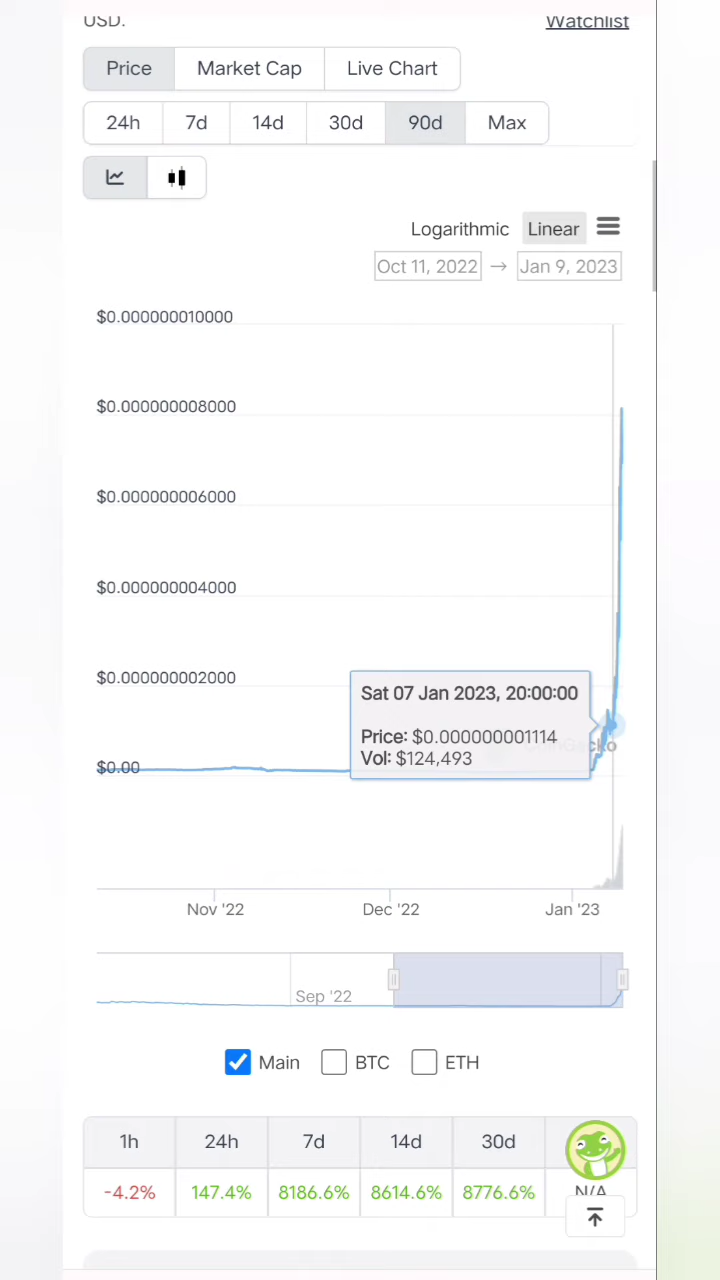 USD.
Watchlist
Price Market Cap Live Chart
24h 7d 14d 30d 90d Max
Logarithmic Linear
Oct 11, 2022 → Jan 9, 2023
$0.000000010000
$0.000000008000
$0.000000006000
$0.000000004000
$0.000000002000
Sat 07 Jan 2023, 20:00:00
Price: $0.000000001114
Vol: $124,493
CoinGecko
$0.00
Nov '22 Dec '22 Jan '23
Sep '22
Main BTC ETH
1h 24h 7d 14d 30d
-4.2% 147.4% 8186.6% 8614.6% 8776.6% N/A